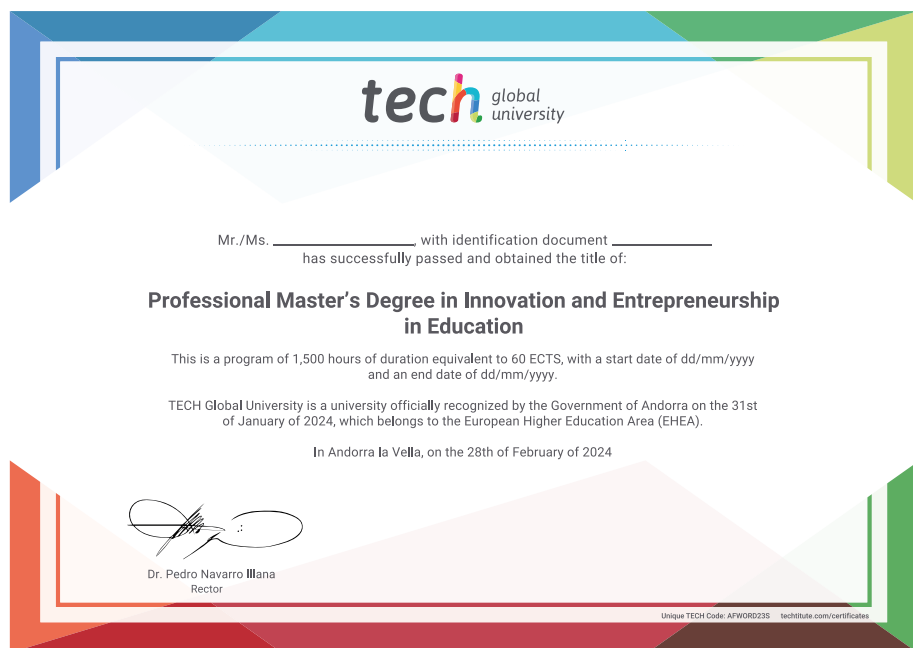 tech global
university
Mr./Ms. ________________, with identification document ____________
has successfully passed and obtained the title of:
Professional Master's Degree in Innovation and Entrepreneurship
in Education
This is a program of 1,500 hours of duration equivalent to 60 ECTS, with a start date of dd/mm/yyyy
and an end date of dd/mm/yyyy.
TECH Global University is a university officially recognized by the Government of Andorra on the 31st
of January of 2024, which belongs to the European Higher Education Area (EHEA).
In Andorra la Vella, on the 28th of February of 2024
Dr. Pedro Navarro Illana
Rector
Unique TECH Code: AFWORD23S techtitute.com/certificates